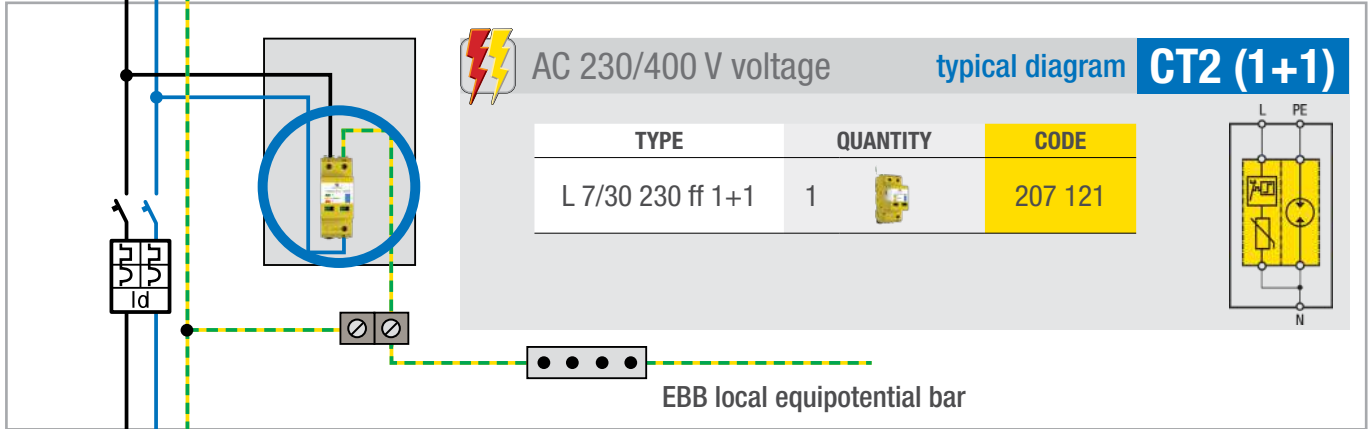 AC 230/400 V voltage typical diagram CT2 (1+1)
L PE
TYPE QUANTITY CODE
L 7/30 230 ff 1+1 1 207 121
Id
N
EBB local equipotential bar